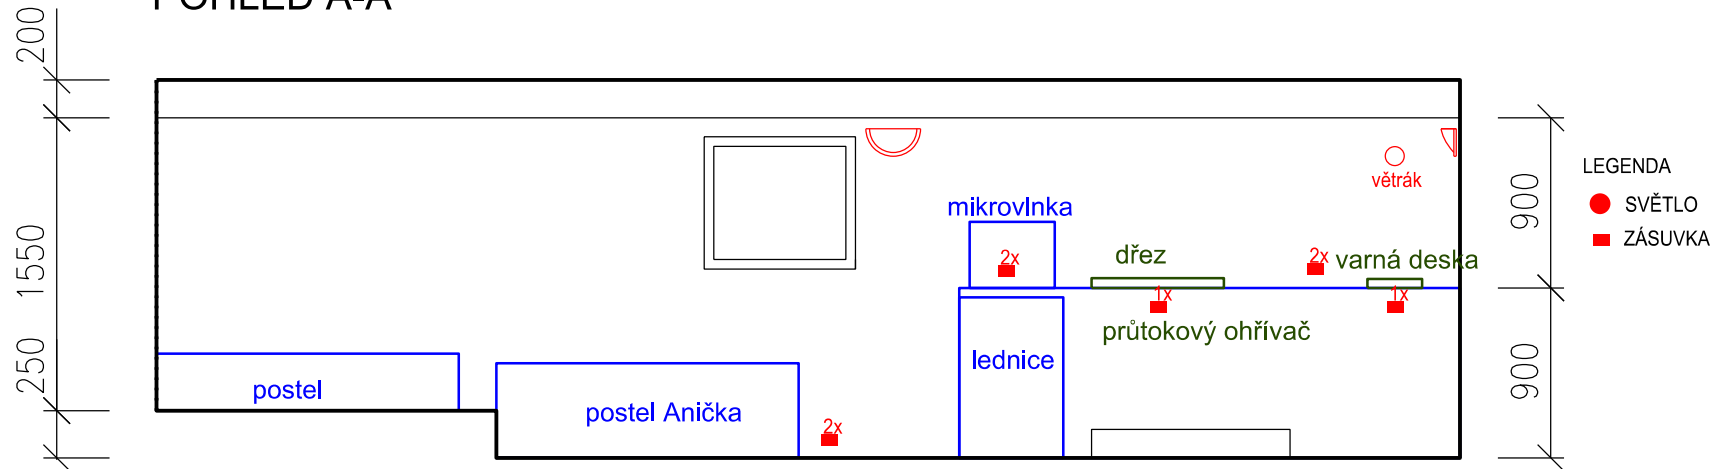 POHLED A-A
200
1550
250
větrák
mikrovlnka
2x
dřez
2x
varná deska
1x
1x
průtokový ohřívač
lednice
postel
postel Anička
2x
900
900
LEGENDA
SVĚTLO
ZÁSUVKA